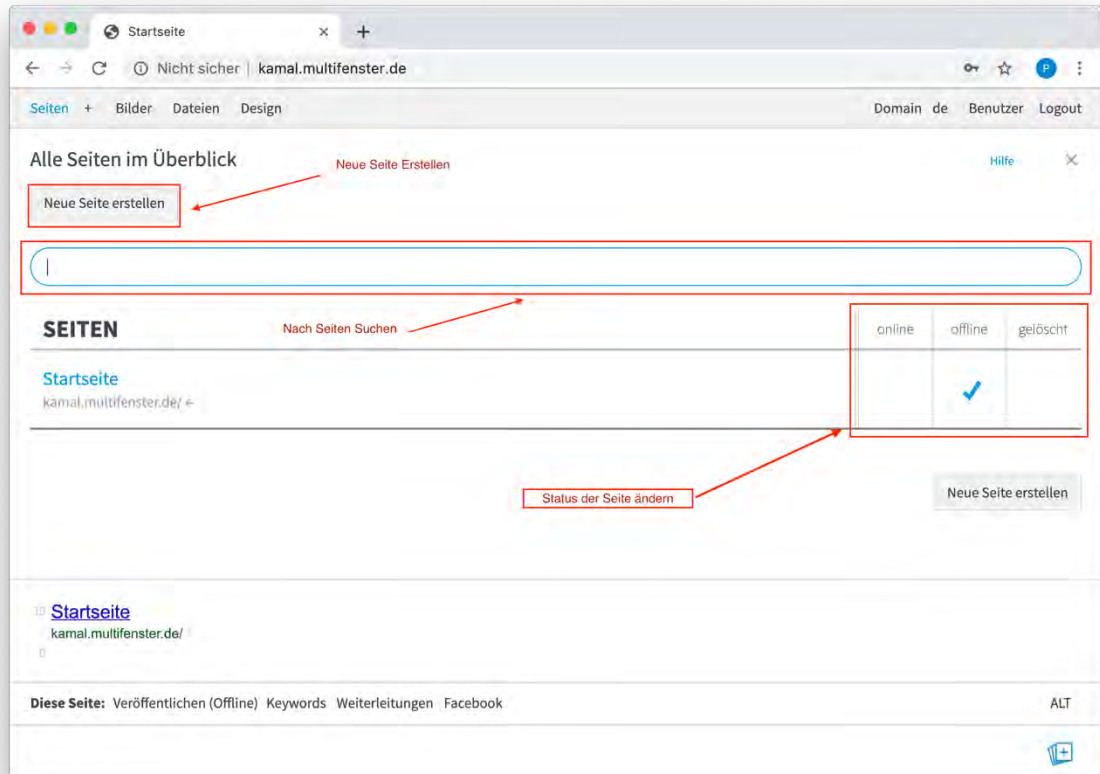 Startseite
Nicht sicher | kamal.multifenster.de
P
Seiten + Bilder Dateien Design Domain de Benutzer Logout
Alle Seiten im Überblick
Neue Seite Erstellen
Hilfe
Neue Seite erstellen
Nach Seiten Suchen
SEITEN online offline gelöscht
Startseite
kamal.multifenster.de/ ←
Status der Seite ändern
Neue Seite erstellen
10 Startseite
kamal.multifenster.de/
0
Diese Seite: Veröffentlichen (Offline) Keywords Weiterleitungen Facebook ALT